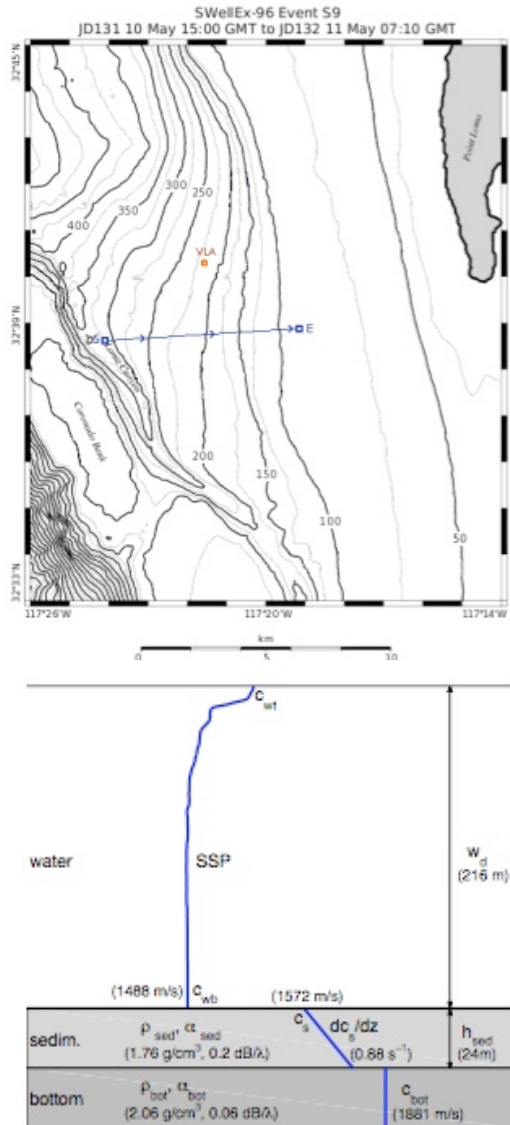 SWellEx-96 Event S9
JD131 10 May 15:00 GMT to JD132 11 May 07:10 GMT
32°45'N
Point Loma
300
250
350
400
VLA
32°39'N
S
E
Coronado Bank
200
150
100
50
32°33'N
117°26'W
117°20'W
117°14'W
km
0
5
10
c_wt
water
SSP
w_d
(216 m)
(1488 m/s)
c_wb
(1572 m/s)
sedim.
ρ_sed, α_sed
c_s
dc_s/dz
h_sed
(1.76 g/cm³, 0.2 dB/λ)
(0.88 s⁻¹)
(24m)
bottom
ρ_bot, α_bot
c_bot
(2.06 g/cm³, 0.06 dB/λ)
(1881 m/s)